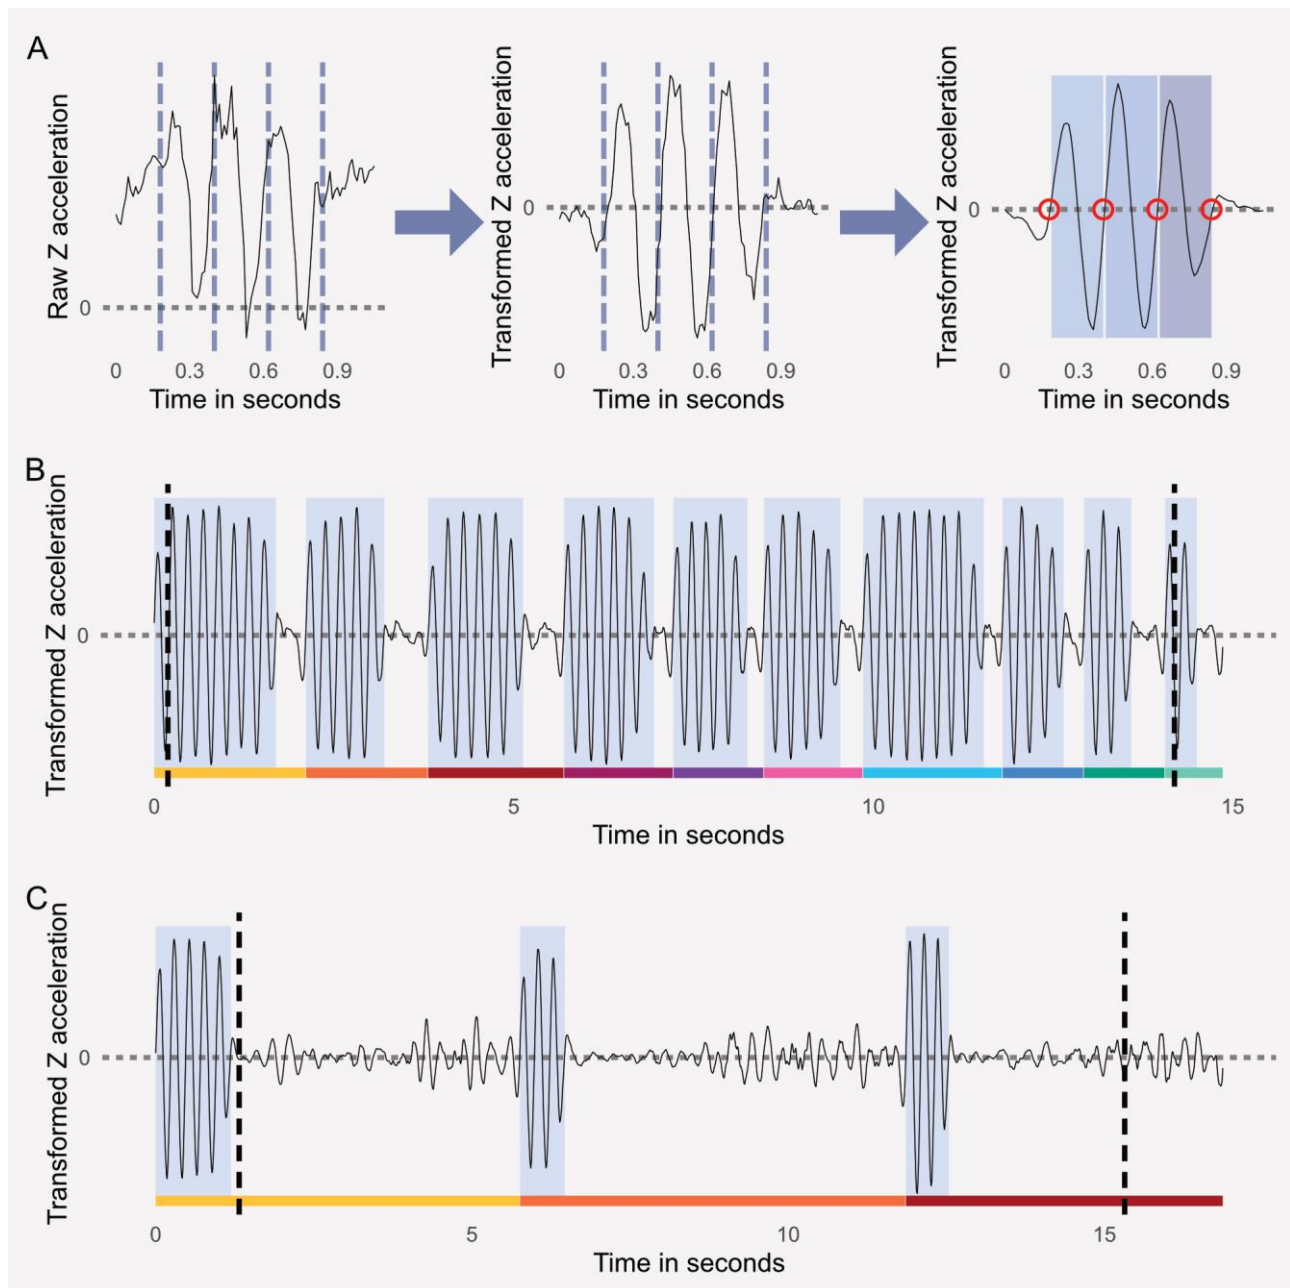 A
Raw Z acceleration
0
0 0.3 0.6 0.9
Time in seconds
Transformed Z acceleration
0
0 0.3 0.6 0.9
Time in seconds
Transformed Z acceleration
0
0 0.3 0.6 0.9
Time in seconds
B
Transformed Z acceleration
0
0 5 10 15
Time in seconds
C
Transformed Z acceleration
0
0 5 10 15
Time in seconds